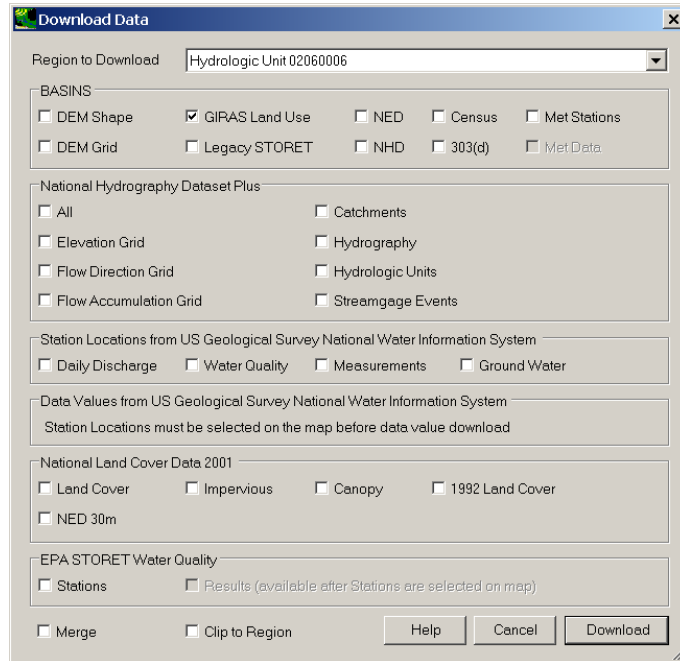 Download Data
Region to Download Hydrologic Unit 02060006
BASINS
DEM Shape GIRAS Land Use NED Census Met Stations
DEM Grid Legacy STORET NHD 303(d) Met Data
National Hydrography Dataset Plus
All Catchments
Elevation Grid Hydrography
Flow Direction Grid Hydrologic Units
Flow Accumulation Grid Streamgage Events
Station Locations from US Geological Survey National Water Information System
Daily Discharge Water Quality Measurements Ground Water
Data Values from US Geological Survey National Water Information System
Station Locations must be selected on the map before data value download
National Land Cover Data 2001
Land Cover Impervious Canopy 1992 Land Cover
NED 30m
EPA STORET Water Quality
Stations Results (available after Stations are selected on map)
Merge Clip to Region Help Cancel Download